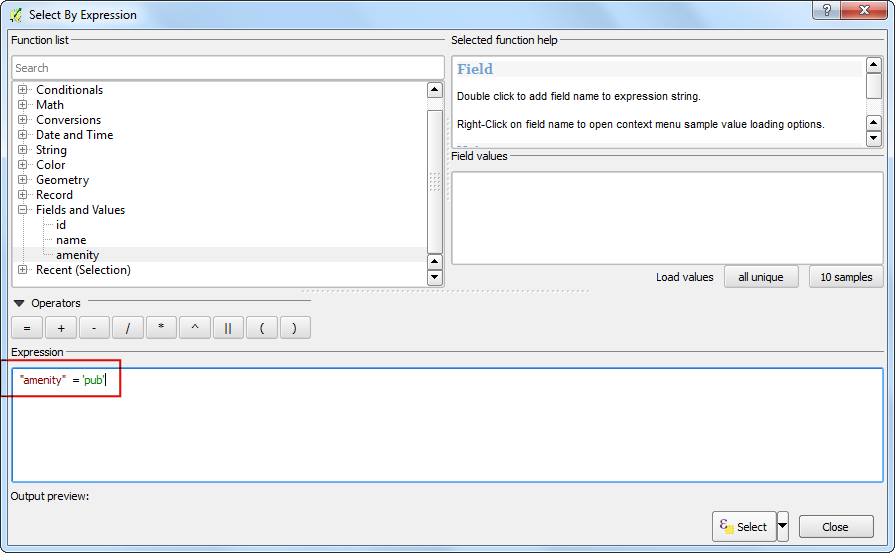 Select By Expression
Function list
Search
Conditionals
Math
Conversions
Date and Time
String
Color
Geometry
Record
Fields and Values
id
name
amenity
Recent (Selection)
Selected function help
Field
Double click to add field name to expression string.
Right-Click on field name to open context menu sample value loading options.
Field values
Load values all unique 10 samples
Operators
= + - / * ^ || ( )
Expression
"amenity" = 'pub'
Output preview:
ε Select Close